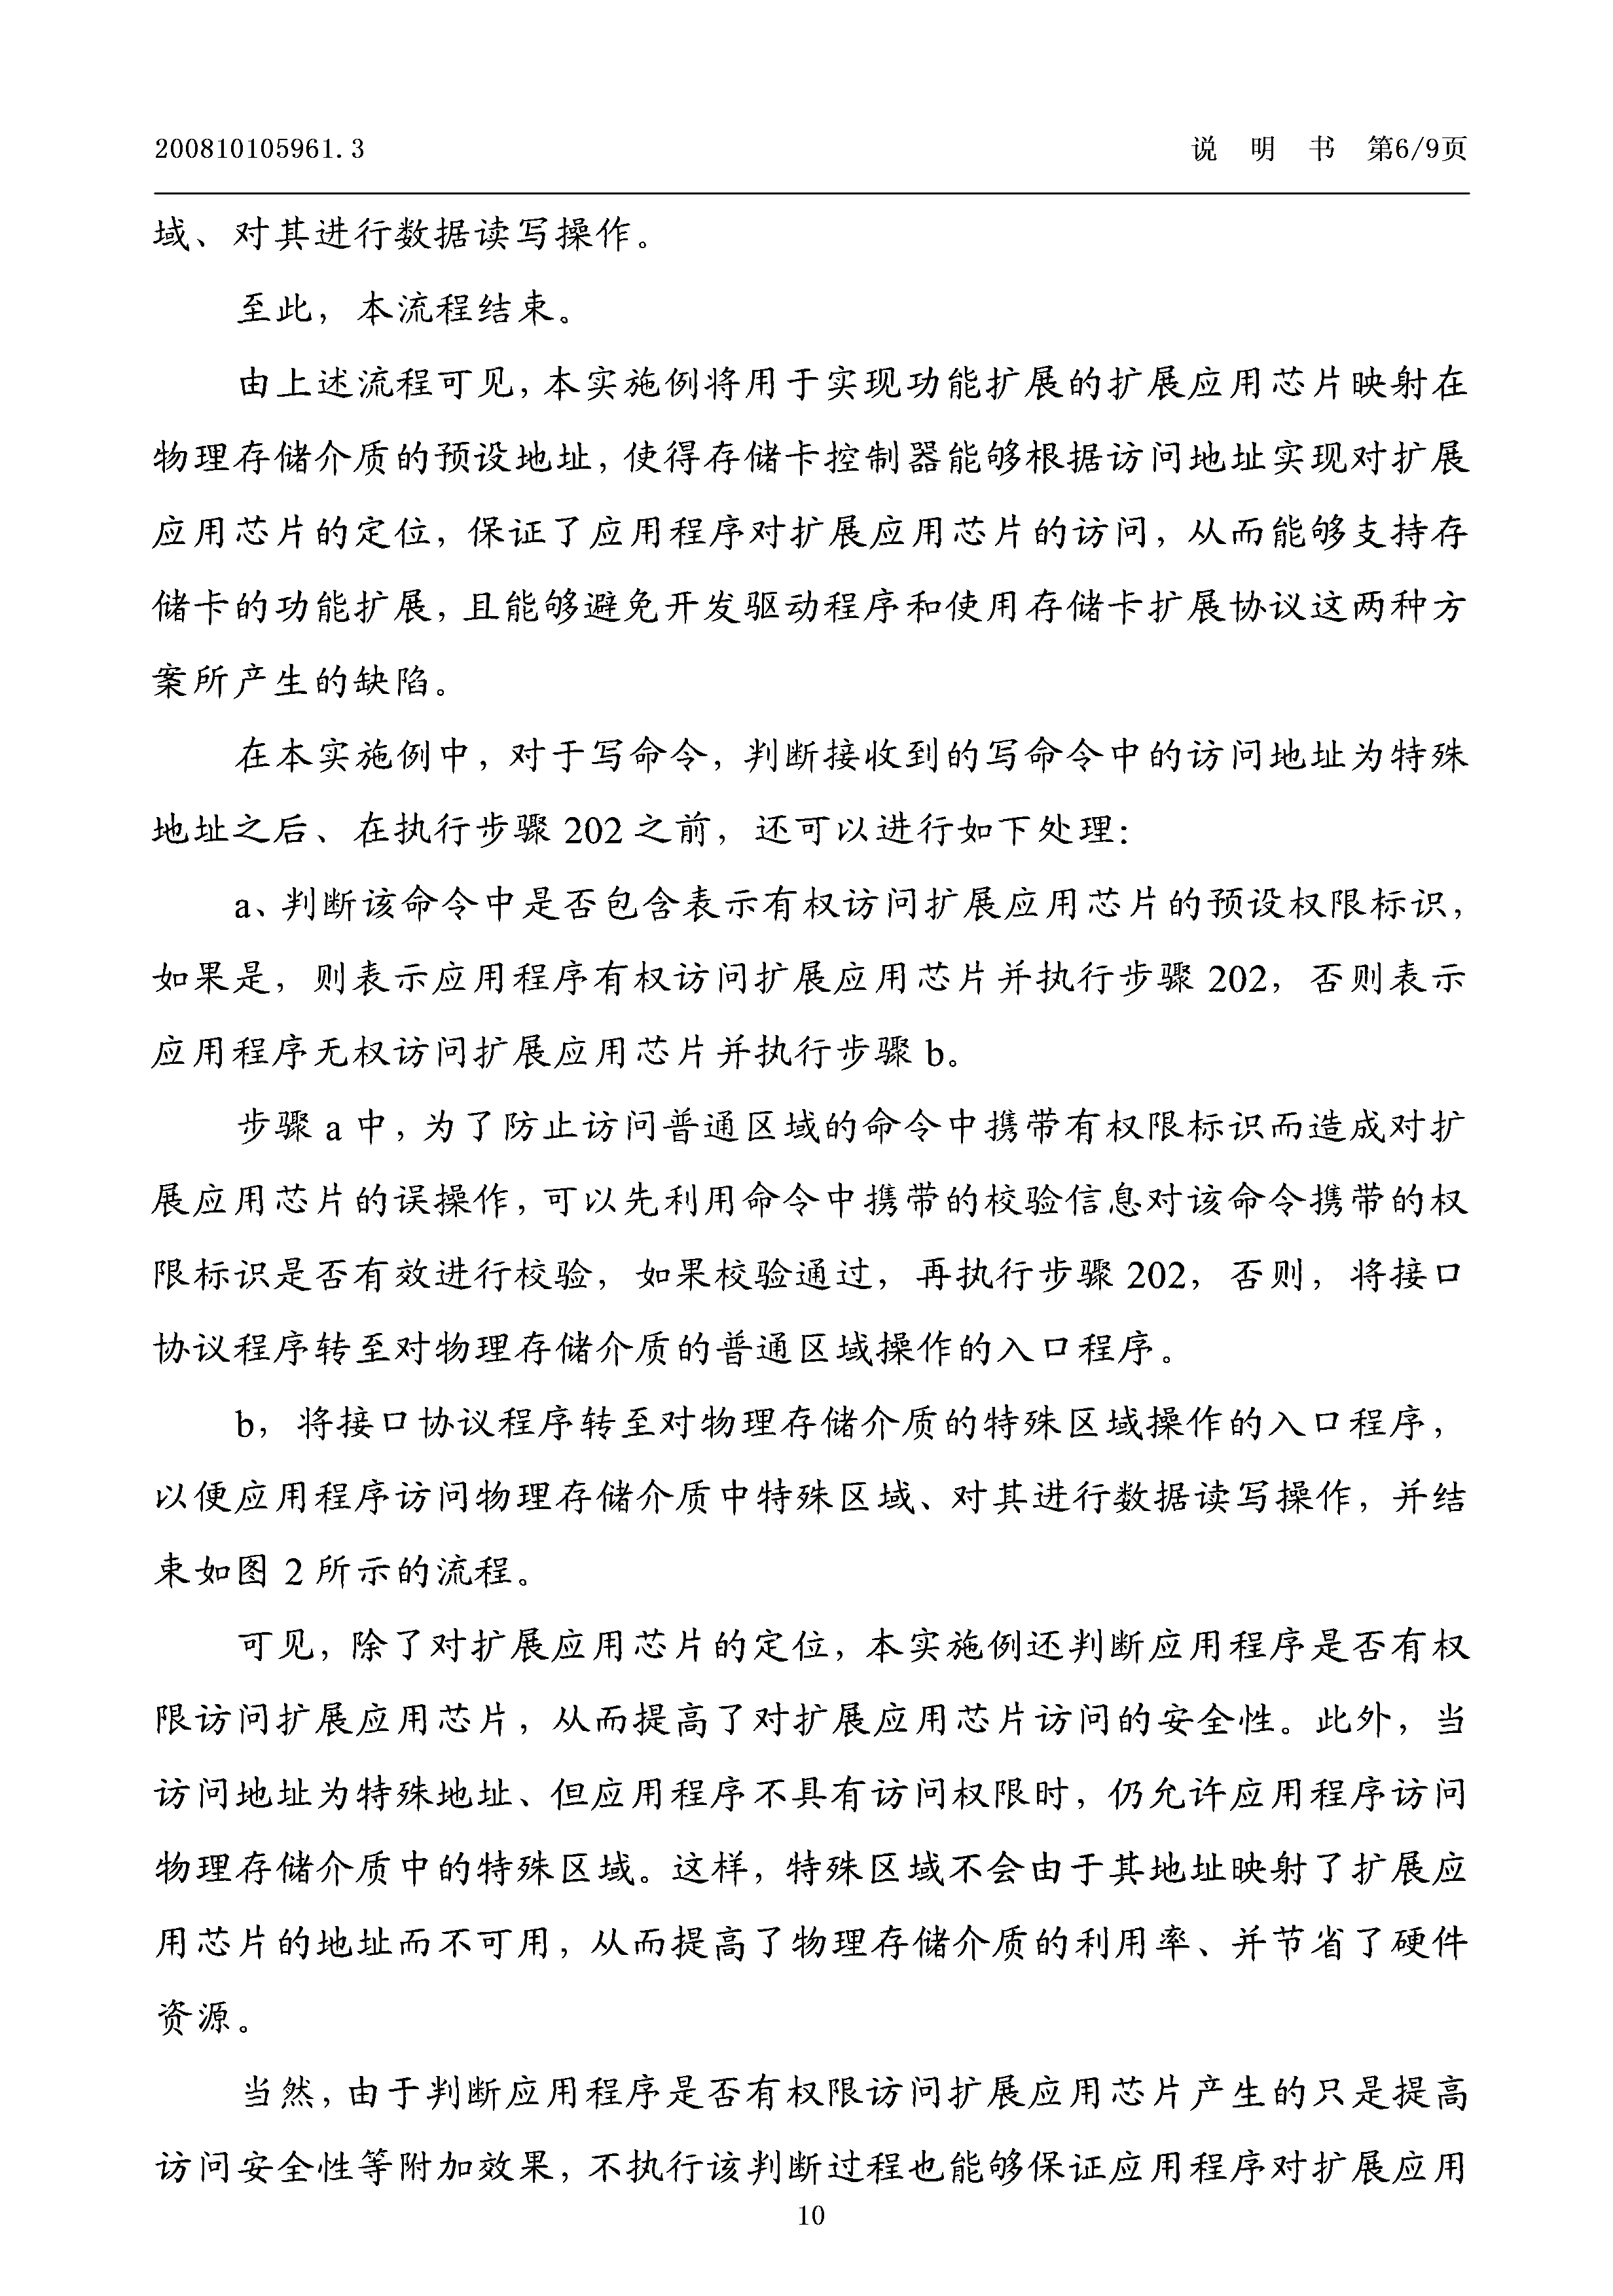 200810105961.3
说 明 书 第6/9页
域、对其进行数据读写操作。
至此，本流程结束。
由上述流程可见，本实施例将用于实现功能扩展的扩展应用芯片映射在
物理存储介质的预设地址，使得存储卡控制器能够根据访问地址实现对扩展
应用芯片的定位，保证了应用程序对扩展应用芯片的访问，从而能够支持存
储卡的功能扩展，且能够避免开发驱动程序和使用存储卡扩展协议这两种方
案所产生的缺陷。
在本实施例中，对于写命令，判断接收到的写命令中的访问地址为特殊
地址之后、在执行步骤 202 之前，还可以进行如下处理：
a、判断该命令中是否包含表示有权访问扩展应用芯片的预设权限标识，
如果是，则表示应用程序有权访问扩展应用芯片并执行步骤 202，否则表示
应用程序无权访问扩展应用芯片并执行步骤 b。
步骤 a 中，为了防止访问普通区域的命令中携带有权限标识而造成对扩
展应用芯片的误操作，可以先利用命令中携带的校验信息对该命令携带的权
限标识是否有效进行校验，如果校验通过，再执行步骤 202，否则，将接口
协议程序转至对物理存储介质的普通区域操作的入口程序。
b，将接口协议程序转至对物理存储介质的特殊区域操作的入口程序，
以便应用程序访问物理存储介质中特殊区域、对其进行数据读写操作，并结
束如图 2 所示的流程。
可见，除了对扩展应用芯片的定位，本实施例还判断应用程序是否有权
限访问扩展应用芯片，从而提高了对扩展应用芯片访问的安全性。此外，当
访问地址为特殊地址、但应用程序不具有访问权限时，仍允许应用程序访问
物理存储介质中的特殊区域。这样，特殊区域不会由于其地址映射了扩展应
用芯片的地址而不可用，从而提高了物理存储介质的利用率、并节省了硬件
资源。
当然，由于判断应用程序是否有权限访问扩展应用芯片产生的只是提高
访问安全性等附加效果，不执行该判断过程也能够保证应用程序对扩展应用
10